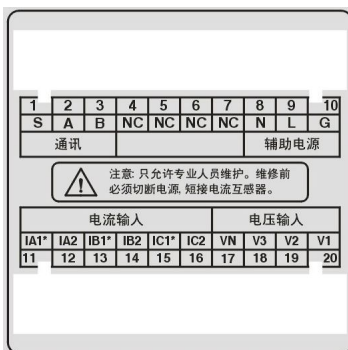 1 2 3 4 5 6 7 8 9 10
S A B NC NC NC NC N L G
通讯 辅助电源
注意: 只允许专业人员维护。维修前
必须切断电源, 短接电流互感器。
电流输入 电压输入
IA1* IA2 IB1* IB2 IC1* IC2 VN V3 V2 V1
11 12 13 14 15 16 17 18 19 20